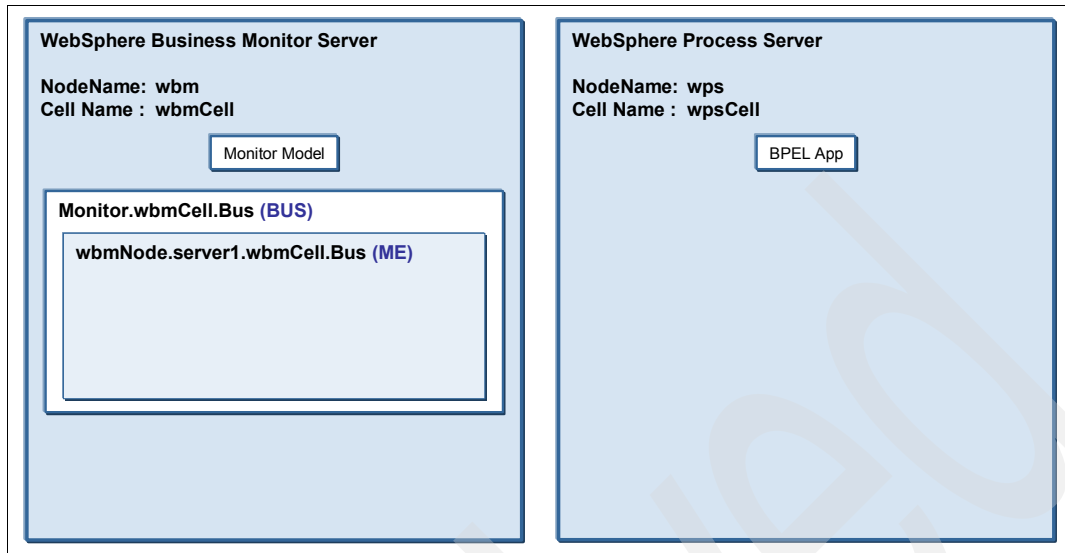 WebSphere Business Monitor Server
NodeName: wbm
Cell Name : wbmCell
Monitor Model
Monitor.wbmCell.Bus (BUS)
wbmNode.server1.wbmCell.Bus (ME)
WebSphere Process Server
NodeName: wps
Cell Name : wpsCell
BPEL App